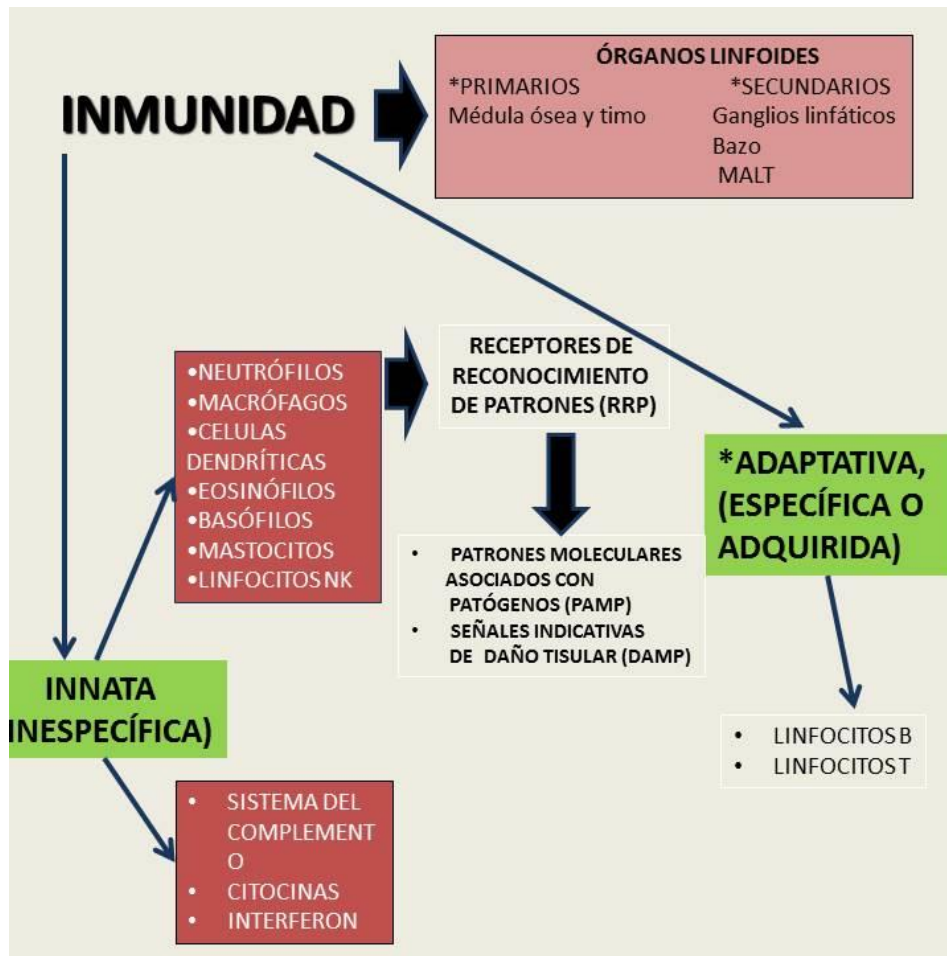 INMUNIDAD
ÓRGANOS LINFOIDES
*PRIMARIOS *SECUNDARIOS
Médula ósea y timo Ganglios linfáticos
Bazo
MALT
•NEUTRÓFILOS
•MACRÓFAGOS
•CELULAS
DENDRÍTICAS
•EOSINÓFILOS
•BASÓFILOS
•MASTOCITOS
•LINFOCITOS NK
RECEPTORES DE
RECONOCIMIENTO
DE PATRONES (RRP)
• PATRONES MOLECULARES
ASOCIADOS CON
PATÓGENOS (PAMP)
• SEÑALES INDICATIVAS
DE DAÑO TISULAR (DAMP)
*ADAPTATIVA,
(ESPECÍFICA O
ADQUIRIDA)
• LINFOCITOS B
• LINFOCITOS T
INNATA
INESPECÍFICA)
• SISTEMA DEL
COMPLEMENT
O
• CITOCINAS
• INTERFERON